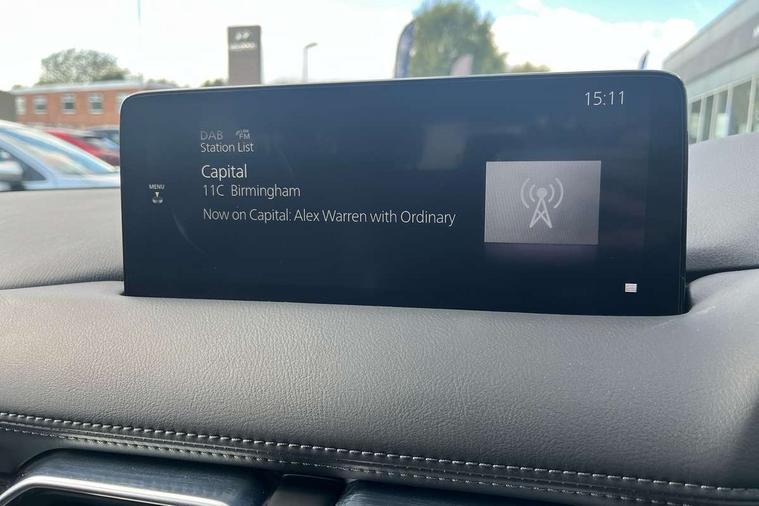 15:11
DAB FM
Station List
Capital
MENU
11C Birmingham
Now on Capital: Alex Warren with Ordinary